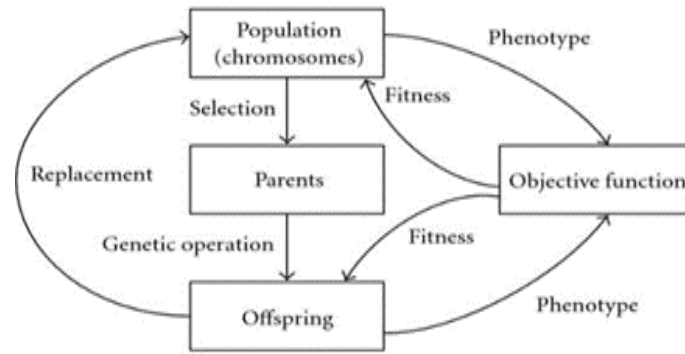 Population
(chromosomes)
Phenotype
Selection
Fitness
Replacement
Parents
Objective function
Genetic operation
Fitness
Offspring
Phenotype